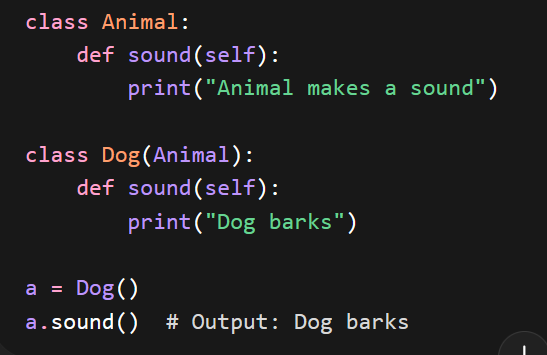 class Animal:
    def sound(self):
        print("Animal makes a sound")
class Dog(Animal):
    def sound(self):
        print("Dog barks")
a = Dog()
a.sound()  # Output: Dog barks